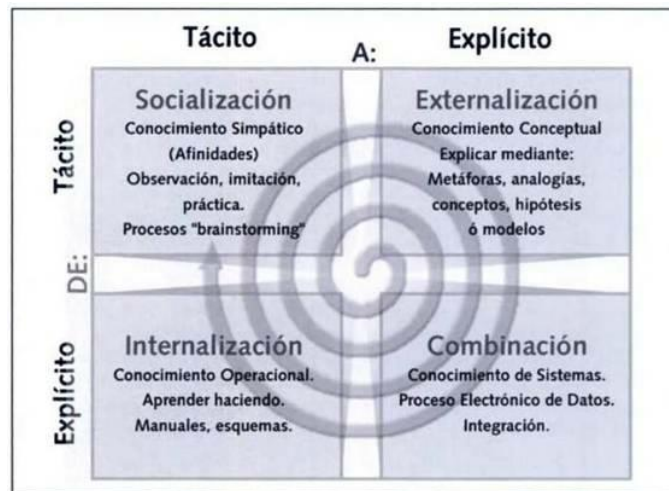 Tácito
A:
Explícito
Tácito
DE:
Explícito
Socialización
Conocimiento Simpático
(Afinidades)
Observación, imitación,
práctica.
Procesos "brainstorming"
Externalización
Conocimiento Conceptual
Explicar mediante:
Metáforas, analogías,
conceptos, hipótesis
ó modelos
Internalización
Conocimiento Operacional.
Aprender haciendo.
Manuales, esquemas.
Combinación
Conocimiento de Sistemas.
Proceso Electrónico de Datos.
Integración.